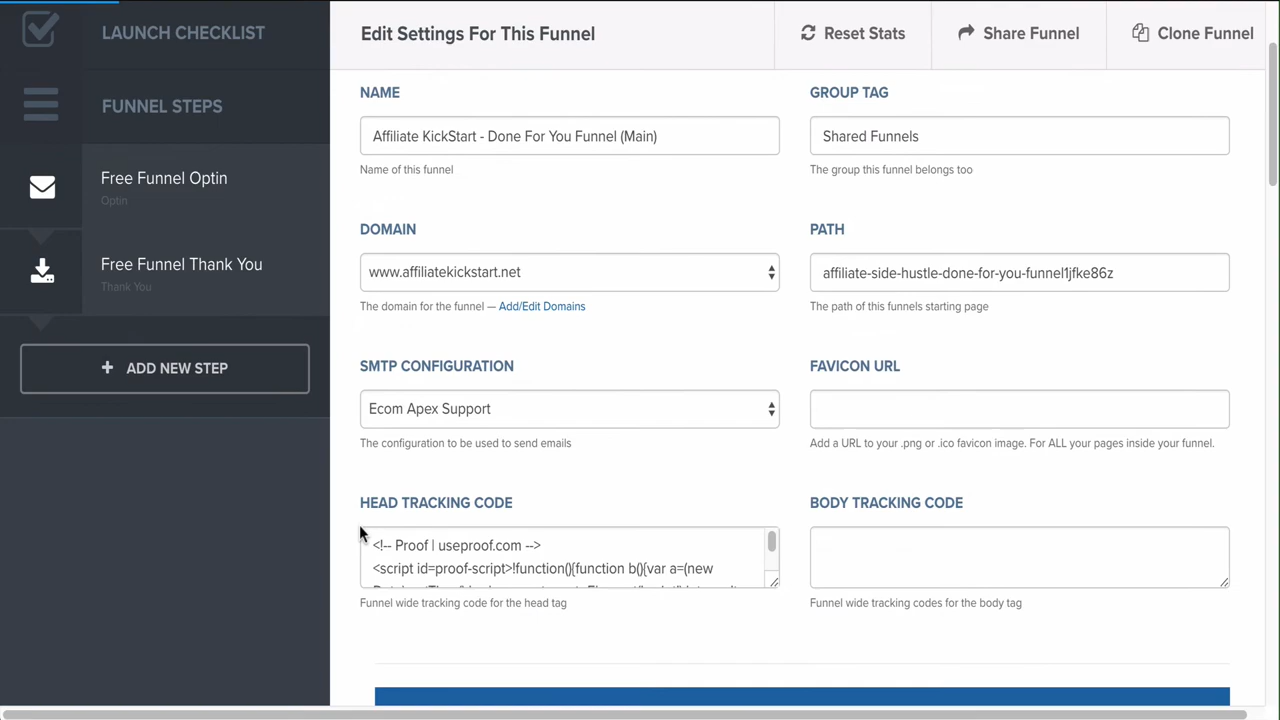 LAUNCH CHECKLIST
FUNNEL STEPS
Free Funnel Optin
Optin
Free Funnel Thank You
Thank You
+ ADD NEW STEP
Edit Settings For This Funnel
Reset Stats
Share Funnel
Clone Funnel
NAME
Affiliate KickStart - Done For You Funnel (Main)
Name of this funnel
GROUP TAG
Shared Funnels
The group this funnel belongs too
DOMAIN
www.affiliatekickstart.net
The domain for the funnel — Add/Edit Domains
PATH
affiliate-side-hustle-done-for-you-funnel1jfke86z
The path of this funnels starting page
SMTP CONFIGURATION
Ecom Apex Support
The configuration to be used to send emails
FAVICON URL
Add a URL to your .png or .ico favicon image. For ALL your pages inside your funnel.
HEAD TRACKING CODE
<!-- Proof | useproof.com -->
<script id=proof-script>!function(){function b(){var a=(new
Funnel wide tracking code for the head tag
BODY TRACKING CODE
Funnel wide tracking codes for the body tag